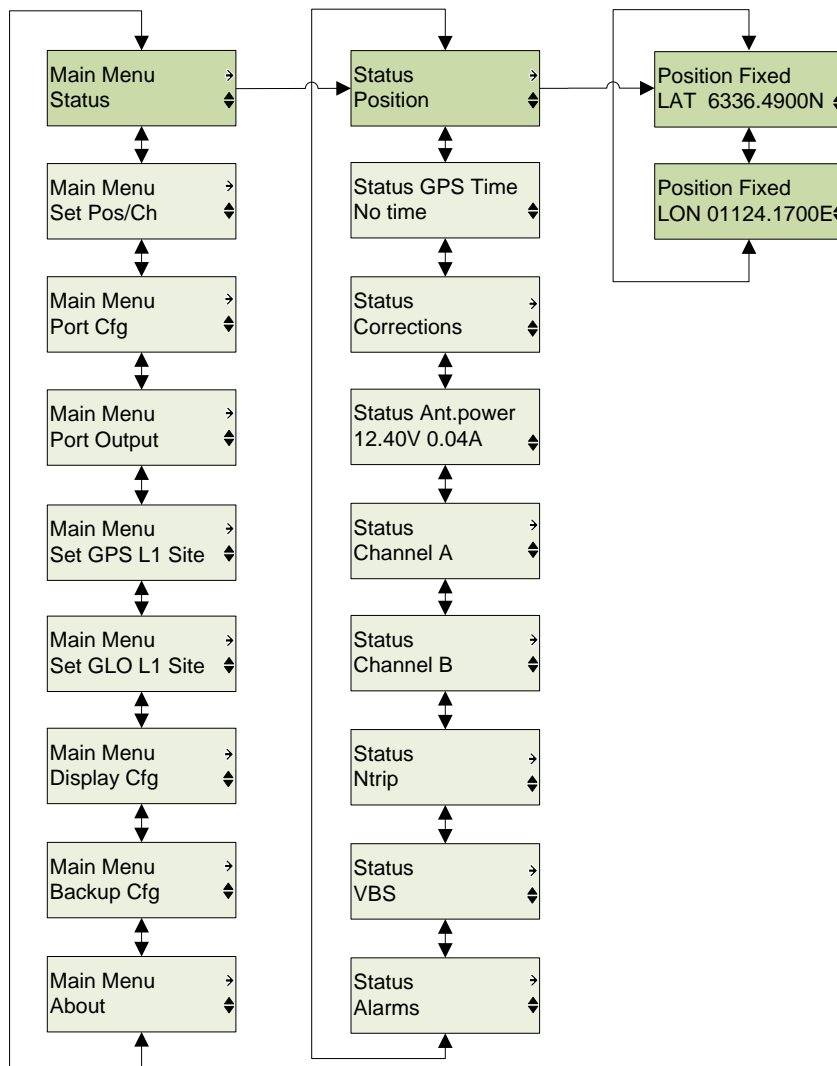 Main Menu
Status
Main Menu
Set Pos/Ch
Main Menu
Port Cfg
Main Menu
Port Output
Main Menu
Set GPS L1 Site
Main Menu
Set GLO L1 Site
Main Menu
Display Cfg
Main Menu
Backup Cfg
Main Menu
About
Status
Position
Status GPS Time
No time
Status
Corrections
Status Ant.power
12.40V 0.04A
Status
Channel A
Status
Channel B
Status
Ntrip
Status
VBS
Status
Alarms
Position Fixed
LAT 6336.4900N
Position Fixed
LON 01124.1700E